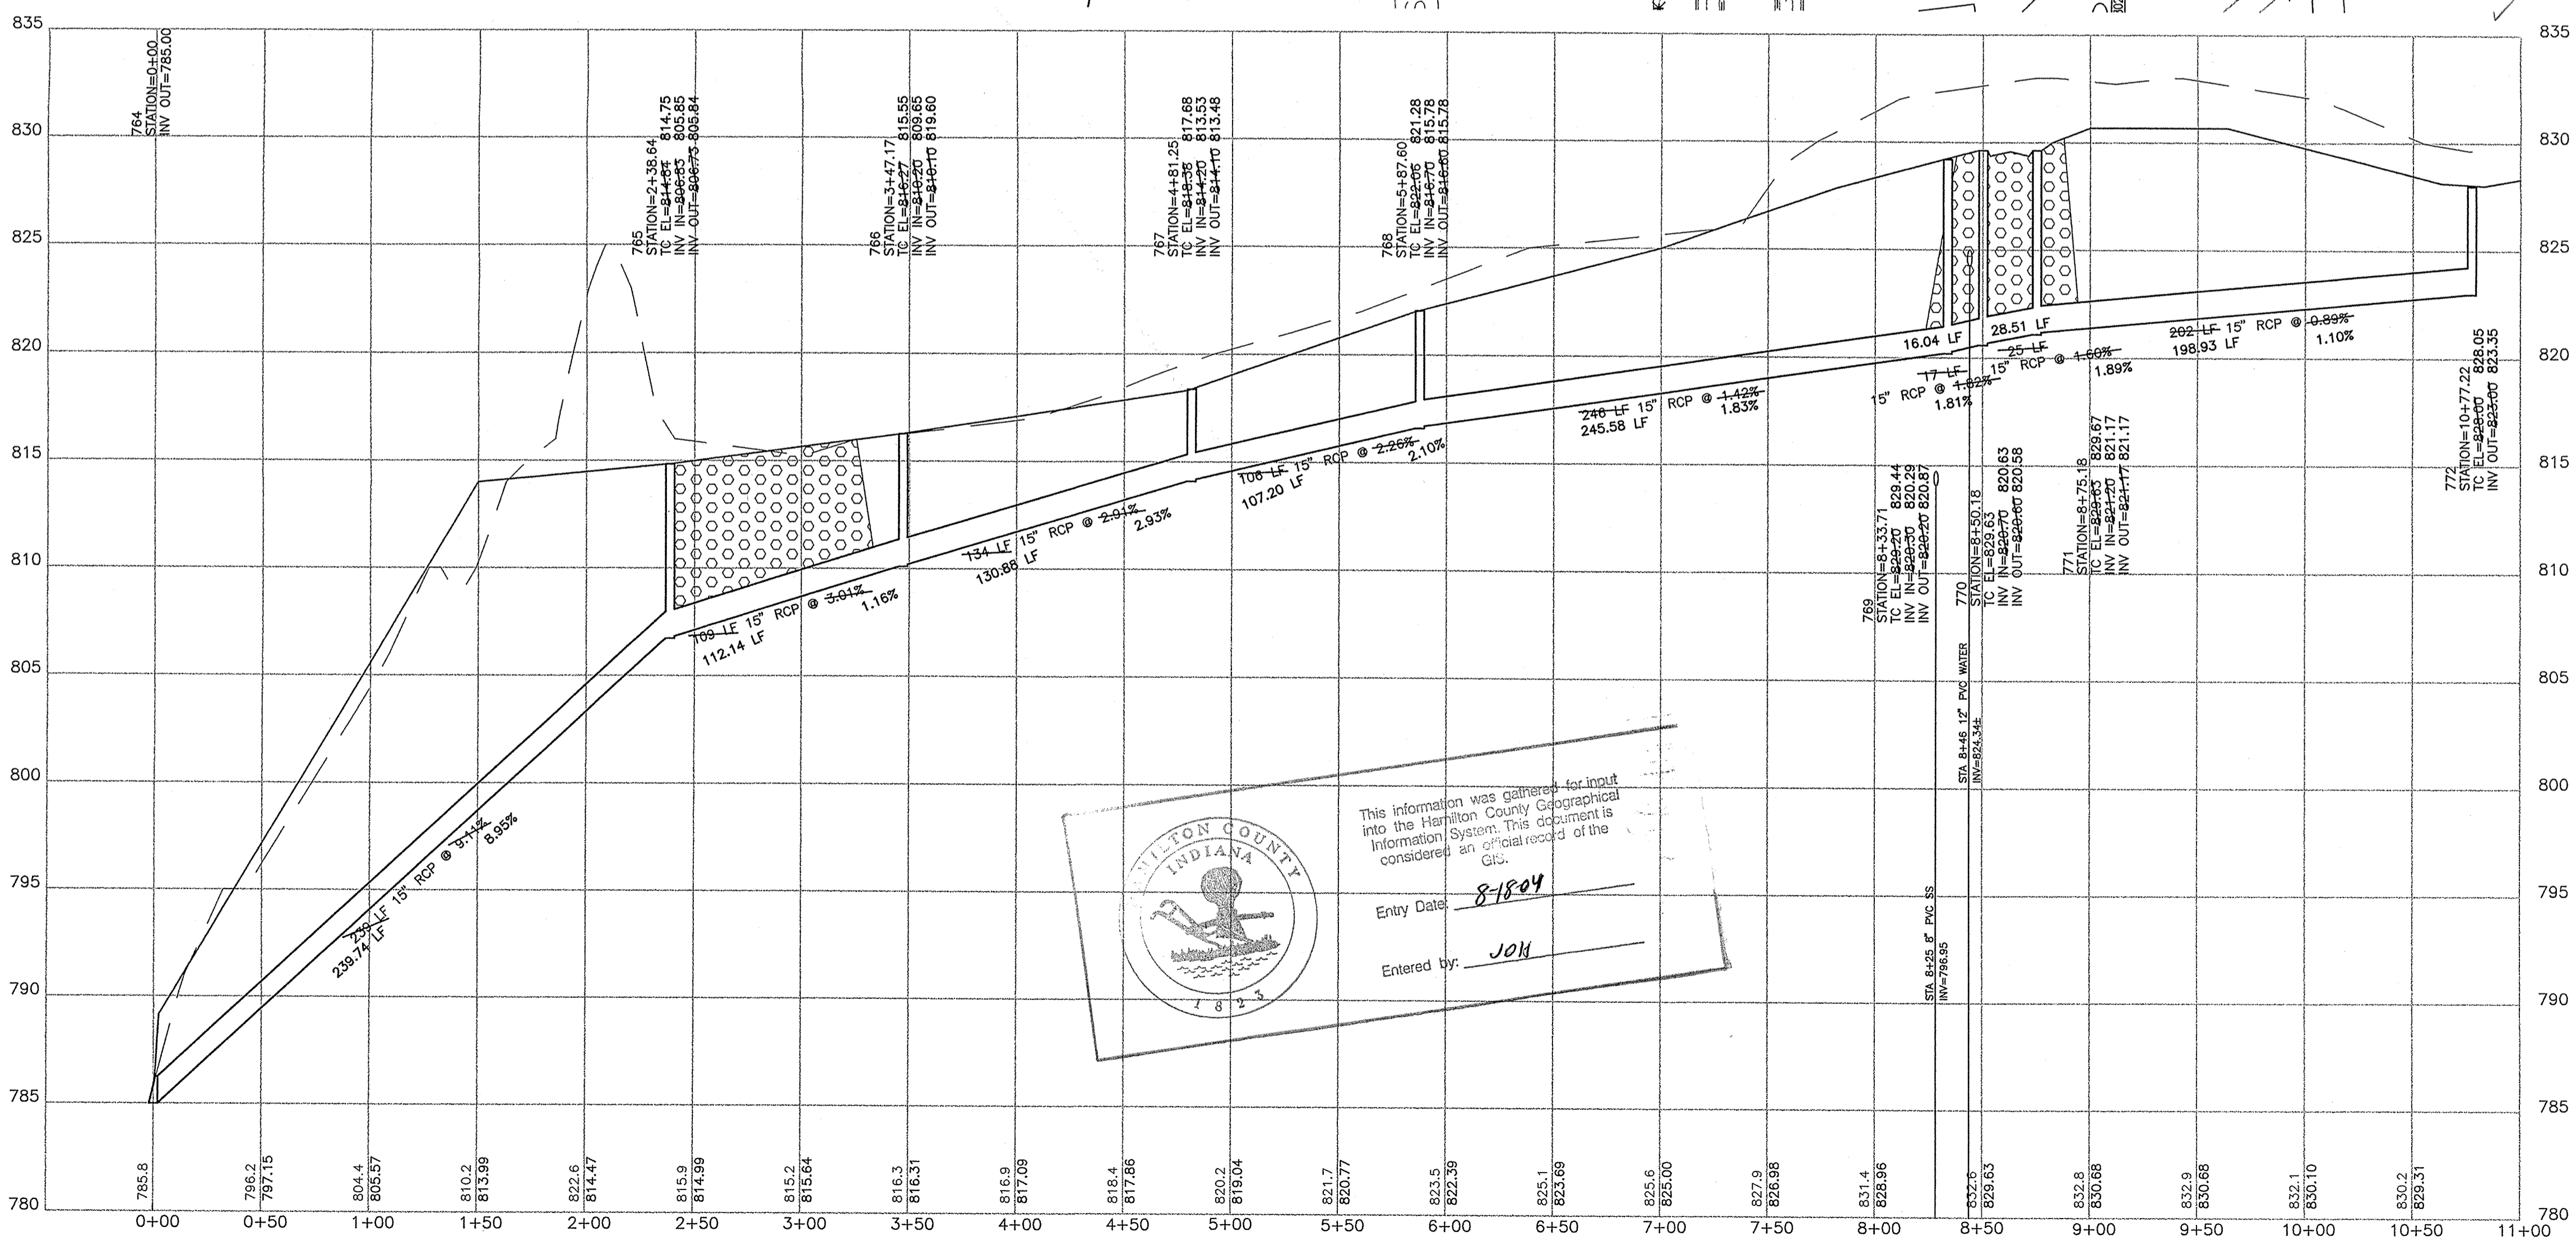 835
835
830
830
825
825
820
820
815
815
810
810
805
805
800
800
795
795
790
790
785
785
780
780
764
STATION=0+00
INV OUT=785.00
765
STATION=2+38.64
TC EL=814.84 814.75
INV IN=806.83 805.85
INV OUT=806.73 805.84
766
STATION=3+47.17
TC EL=816.27 815.55
INV IN=810.20 809.65
INV OUT=810.10 819.60
767
STATION=4+81.25
TC EL=818.38 817.68
INV IN=814.20 813.53
INV OUT=814.10 813.48
768
STATION=5+87.60
TC EL=822.06 821.28
INV IN=816.70 815.78
INV OUT=816.60 815.78
769
STATION=8+33.71
TC EL=829.20 829.44
INV IN=820.30 820.29
INV OUT=820.20 820.87
770
STATION=8+50.18
TC EL=829.63
INV IN=820.70 820.63
INV OUT=820.60 820.58
771
STATION=8+75.18
TC EL=829.63 829.67
INV IN=821.20 821.17
INV OUT=821.17 821.17
772
STATION=10+77.22
TC EL=828.00 828.05
INV OUT=823.00 823.35
239 LF 15" RCP @ 9.11%
239.74 LF 8.95%
109 LF 15" RCP @ 3.01%
112.14 LF 1.16%
134 LF 15" RCP @ 2.91%
130.88 LF 2.93%
106 LF 15" RCP @ 2.26%
107.20 LF 2.10%
246 LF 15" RCP @ 1.42%
245.58 LF 1.83%
16.04 LF
17 LF
15" RCP @ 1.82%
1.81%
28.51 LF
25 LF
15" RCP @ 1.60%
1.89%
202 LF 15" RCP @ 0.89%
198.93 LF 1.10%
STA 8+46 12" PVC WATER
INV=824.34±
STA 8+25 8" PVC SS
INV=796.95
HAMILTON COUNTY
INDIANA
1823
This information was gathered for input
into the Hamilton County Geographical
Information System. This document is
considered an official record of the
GIS.
Entry Date: 8-18-04
Entered by:
785.8
796.2
797.15
804.4
805.57
810.2
813.99
822.6
814.47
815.9
814.99
815.2
815.64
816.3
816.31
816.9
817.09
818.4
817.86
820.2
819.04
821.7
820.77
823.5
822.39
825.1
823.69
825.6
825.00
827.9
826.98
831.4
828.96
832.6
829.63
832.8
830.68
832.9
830.68
832.1
830.10
830.2
829.31
0+00
0+50
1+00
1+50
2+00
2+50
3+00
3+50
4+00
4+50
5+00
5+50
6+00
6+50
7+00
7+50
8+00
8+50
9+00
9+50
10+00
10+50
11+00